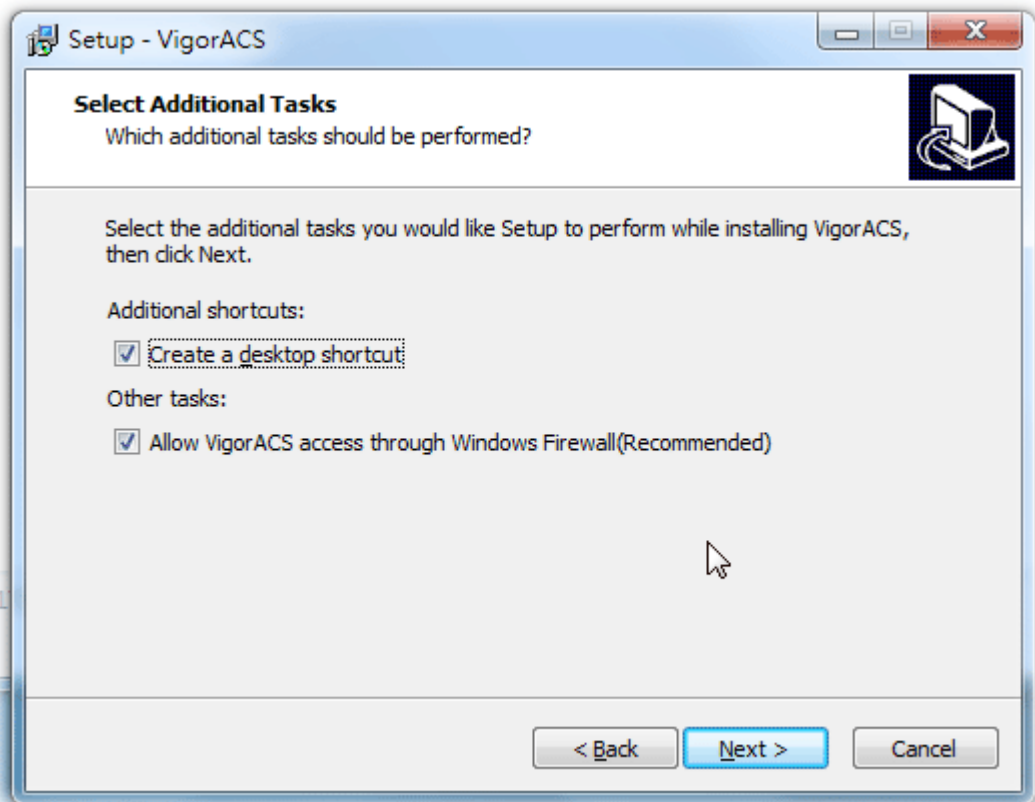 Setup - VigorACS
Select Additional Tasks
Which additional tasks should be performed?
Select the additional tasks you would like Setup to perform while installing VigorACS,
then click Next.
Additional shortcuts:
Create a desktop shortcut
Other tasks:
Allow VigorACS access through Windows Firewall(Recommended)
< Back
Next >
Cancel